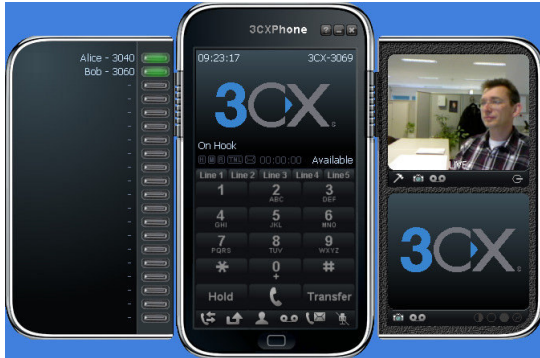 3CXPhone
Alice - 3040
Bob - 3060
09:23:17 3CX-3069
3CX
On Hook
00:00:00 Available
Line 1 Line 2 Line 3 Line 4 Line5
1 2 3
ABC DEF
4 5 6
GHI JKL MNO
7 8 9
PQRS TUV WXYZ
* 0 #
+
Hold Transfer
LIVE
3CX